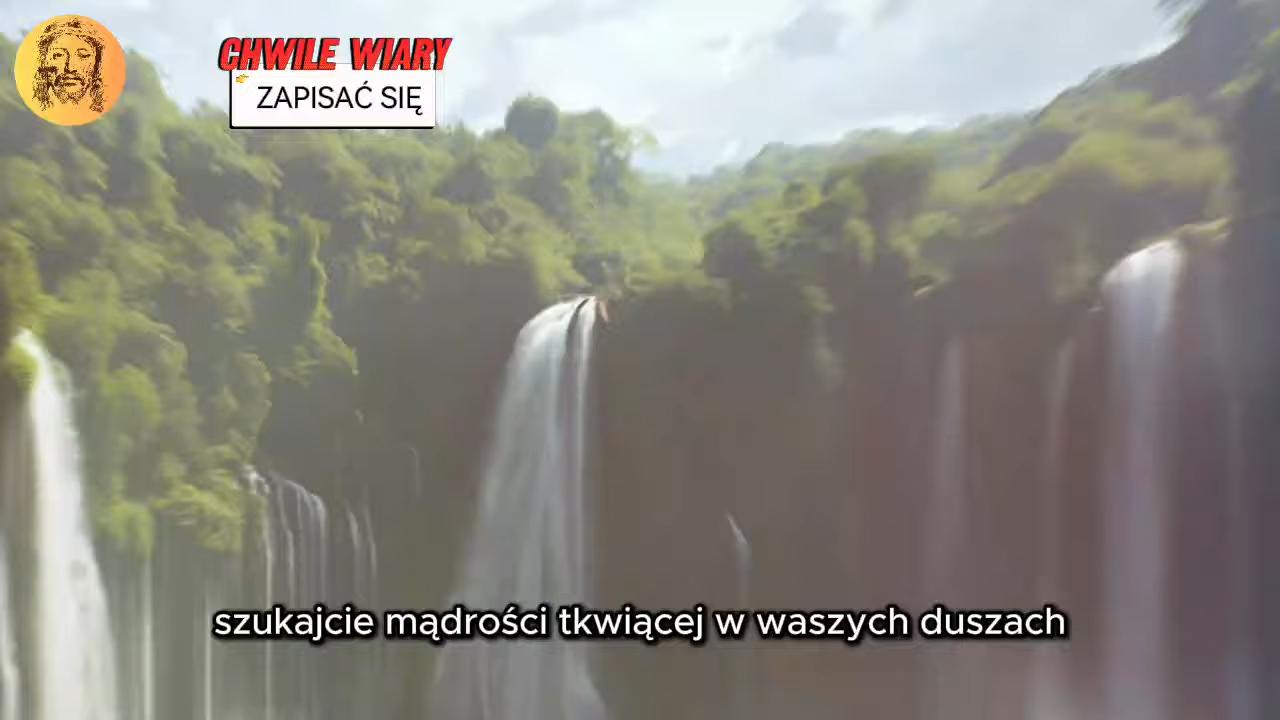 CHWILE WIARY
ZAPISAĆ SIĘ
szukajcie mądrości tkwiącej w waszych duszach